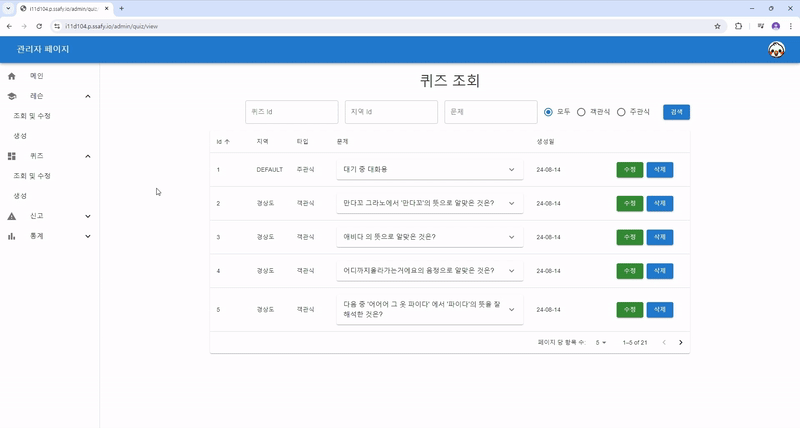 i11d104.p.ssafy.io/admin/quiz
i11d104.p.ssafy.io/admin/quiz/view
관리자 페이지
메인
레슨
조회 및 수정
생성
퀴즈
조회 및 수정
생성
신고
통계
퀴즈 조회
퀴즈 Id
지역 Id
문제
모두
객관식
주관식
검색
Id 지역 타입 문제 생성일
1 DEFAULT 주관식 대기 중 대화용 24-08-14 수정 삭제
2 경상도 객관식 만다꼬 그라노에서 '만다꼬'의 뜻으로 알맞은 것은? 24-08-14 수정 삭제
3 경상도 객관식 애비다 의 뜻으로 알맞은 것은? 24-08-14 수정 삭제
4 경상도 객관식 어디까지올라가는거에요의 음정으로 알맞은 것은? 24-08-14 수정 삭제
5 경상도 객관식 다음 중 '어어어 그 옷 파이다' 에서 '파이다'의 뜻을 잘
해석한 것은? 24-08-14 수정 삭제
페이지 당 항목 수: 5 1–5 of 21